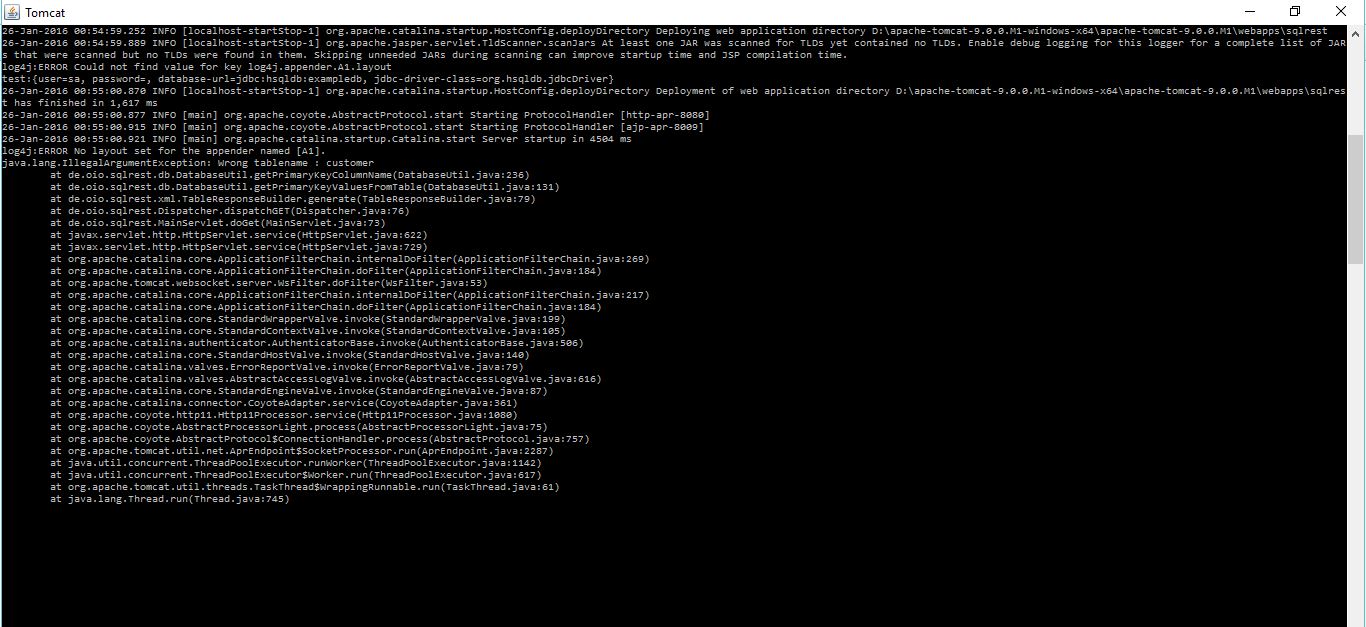 Tomcat
26-Jan-2016 00:54:59.252 INFO [localhost-startStop-1] org.apache.catalina.startup.HostConfig.deployDirectory Deploying web application directory D:\apache-tomcat-9.0.0.M1-windows-x64\apache-tomcat-9.0.0.M1\webapps\sqlrest
26-Jan-2016 00:54:59.889 INFO [localhost-startStop-1] org.apache.jasper.servlet.TldScanner.scanJars At least one JAR was scanned for TLDs yet contained no TLDs. Enable debug logging for this logger for a complete list of JAR
s that were scanned but no TLDs were found in them. Skipping unneeded JARs during scanning can improve startup time and JSP compilation time.
log4j:ERROR Could not find value for key log4j.appender.A1.layout
test:{user=sa, password=, database-url=jdbc:hsqldb:exampledb, jdbc-driver-class=org.hsqldb.jdbcDriver}
26-Jan-2016 00:55:00.870 INFO [localhost-startStop-1] org.apache.catalina.startup.HostConfig.deployDirectory Deployment of web application directory D:\apache-tomcat-9.0.0.M1-windows-x64\apache-tomcat-9.0.0.M1\webapps\sqlres
t has finished in 1,617 ms
26-Jan-2016 00:55:00.877 INFO [main] org.apache.coyote.AbstractProtocol.start Starting ProtocolHandler [http-apr-8080]
26-Jan-2016 00:55:00.915 INFO [main] org.apache.coyote.AbstractProtocol.start Starting ProtocolHandler [ajp-apr-8009]
26-Jan-2016 00:55:00.921 INFO [main] org.apache.catalina.startup.Catalina.start Server startup in 4504 ms
log4j:ERROR No layout set for the appender named [A1].
java.lang.IllegalArgumentException: Wrong tablename : customer
at de.oio.sqlrest.db.DatabaseUtil.getPrimaryKeyColumnName(DatabaseUtil.java:236)
at de.oio.sqlrest.db.DatabaseUtil.getPrimaryKeyValuesFromTable(DatabaseUtil.java:131)
at de.oio.sqlrest.xml.TableResponseBuilder.generate(TableResponseBuilder.java:79)
at de.oio.sqlrest.Dispatcher.dispatchGET(Dispatcher.java:76)
at de.oio.sqlrest.MainServlet.doGet(MainServlet.java:73)
at javax.servlet.http.HttpServlet.service(HttpServlet.java:622)
at javax.servlet.http.HttpServlet.service(HttpServlet.java:729)
at org.apache.catalina.core.ApplicationFilterChain.internalDoFilter(ApplicationFilterChain.java:269)
at org.apache.catalina.core.ApplicationFilterChain.doFilter(ApplicationFilterChain.java:184)
at org.apache.tomcat.websocket.server.WsFilter.doFilter(WsFilter.java:53)
at org.apache.catalina.core.ApplicationFilterChain.internalDoFilter(ApplicationFilterChain.java:217)
at org.apache.catalina.core.ApplicationFilterChain.doFilter(ApplicationFilterChain.java:184)
at org.apache.catalina.core.StandardWrapperValve.invoke(StandardWrapperValve.java:199)
at org.apache.catalina.core.StandardContextValve.invoke(StandardContextValve.java:105)
at org.apache.catalina.authenticator.AuthenticatorBase.invoke(AuthenticatorBase.java:506)
at org.apache.catalina.core.StandardHostValve.invoke(StandardHostValve.java:140)
at org.apache.catalina.valves.ErrorReportValve.invoke(ErrorReportValve.java:79)
at org.apache.catalina.valves.AbstractAccessLogValve.invoke(AbstractAccessLogValve.java:616)
at org.apache.catalina.core.StandardEngineValve.invoke(StandardEngineValve.java:87)
at org.apache.catalina.connector.CoyoteAdapter.service(CoyoteAdapter.java:361)
at org.apache.coyote.http11.Http11Processor.service(Http11Processor.java:1080)
at org.apache.coyote.AbstractProcessorLight.process(AbstractProcessorLight.java:75)
at org.apache.coyote.AbstractProtocol$ConnectionHandler.process(AbstractProtocol.java:757)
at org.apache.tomcat.util.net.AprEndpoint$SocketProcessor.run(AprEndpoint.java:2287)
at java.util.concurrent.ThreadPoolExecutor.runWorker(ThreadPoolExecutor.java:1142)
at java.util.concurrent.ThreadPoolExecutor$Worker.run(ThreadPoolExecutor.java:617)
at org.apache.tomcat.util.threads.TaskThread$WrappingRunnable.run(TaskThread.java:61)
at java.lang.Thread.run(Thread.java:745)